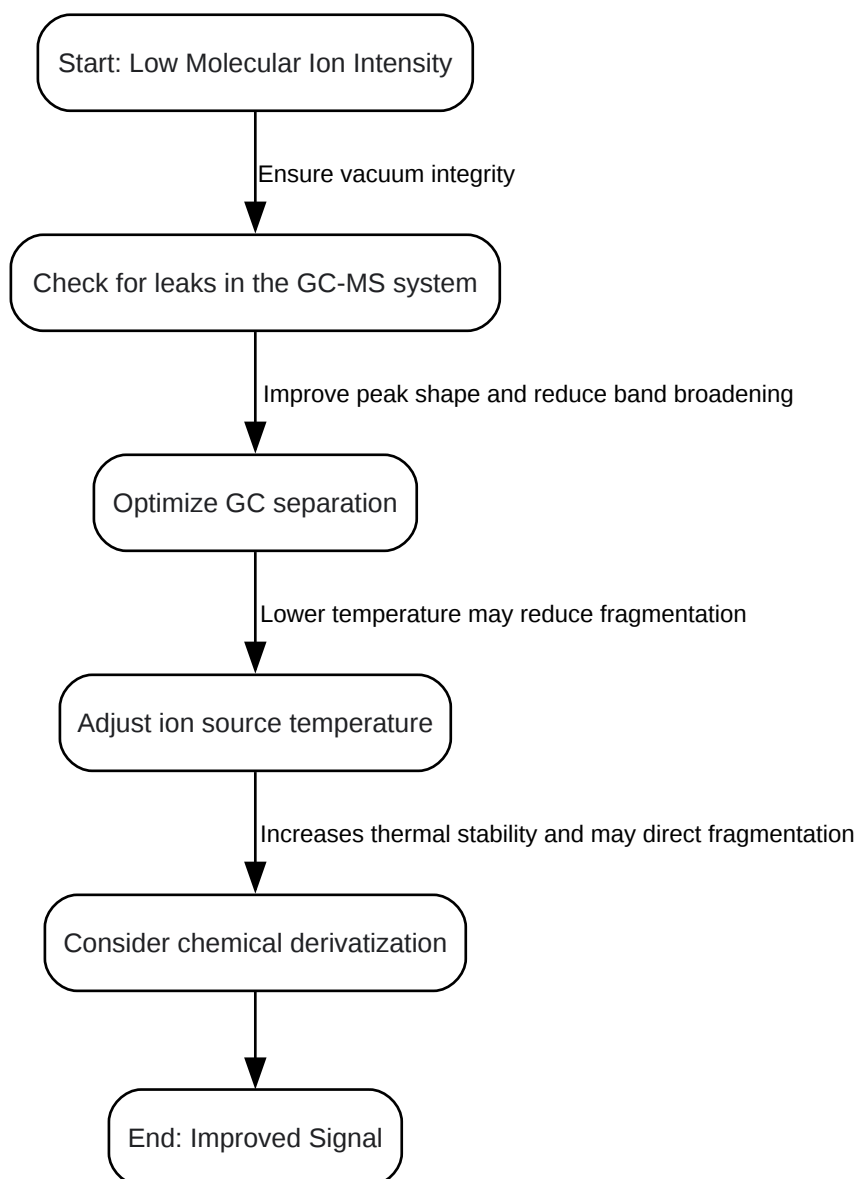 Start: Low Molecular Ion Intensity
Ensure vacuum integrity
Check for leaks in the GC-MS system
Improve peak shape and reduce band broadening
Optimize GC separation
Lower temperature may reduce fragmentation
Adjust ion source temperature
Increases thermal stability and may direct fragmentation
Consider chemical derivatization
End: Improved Signal